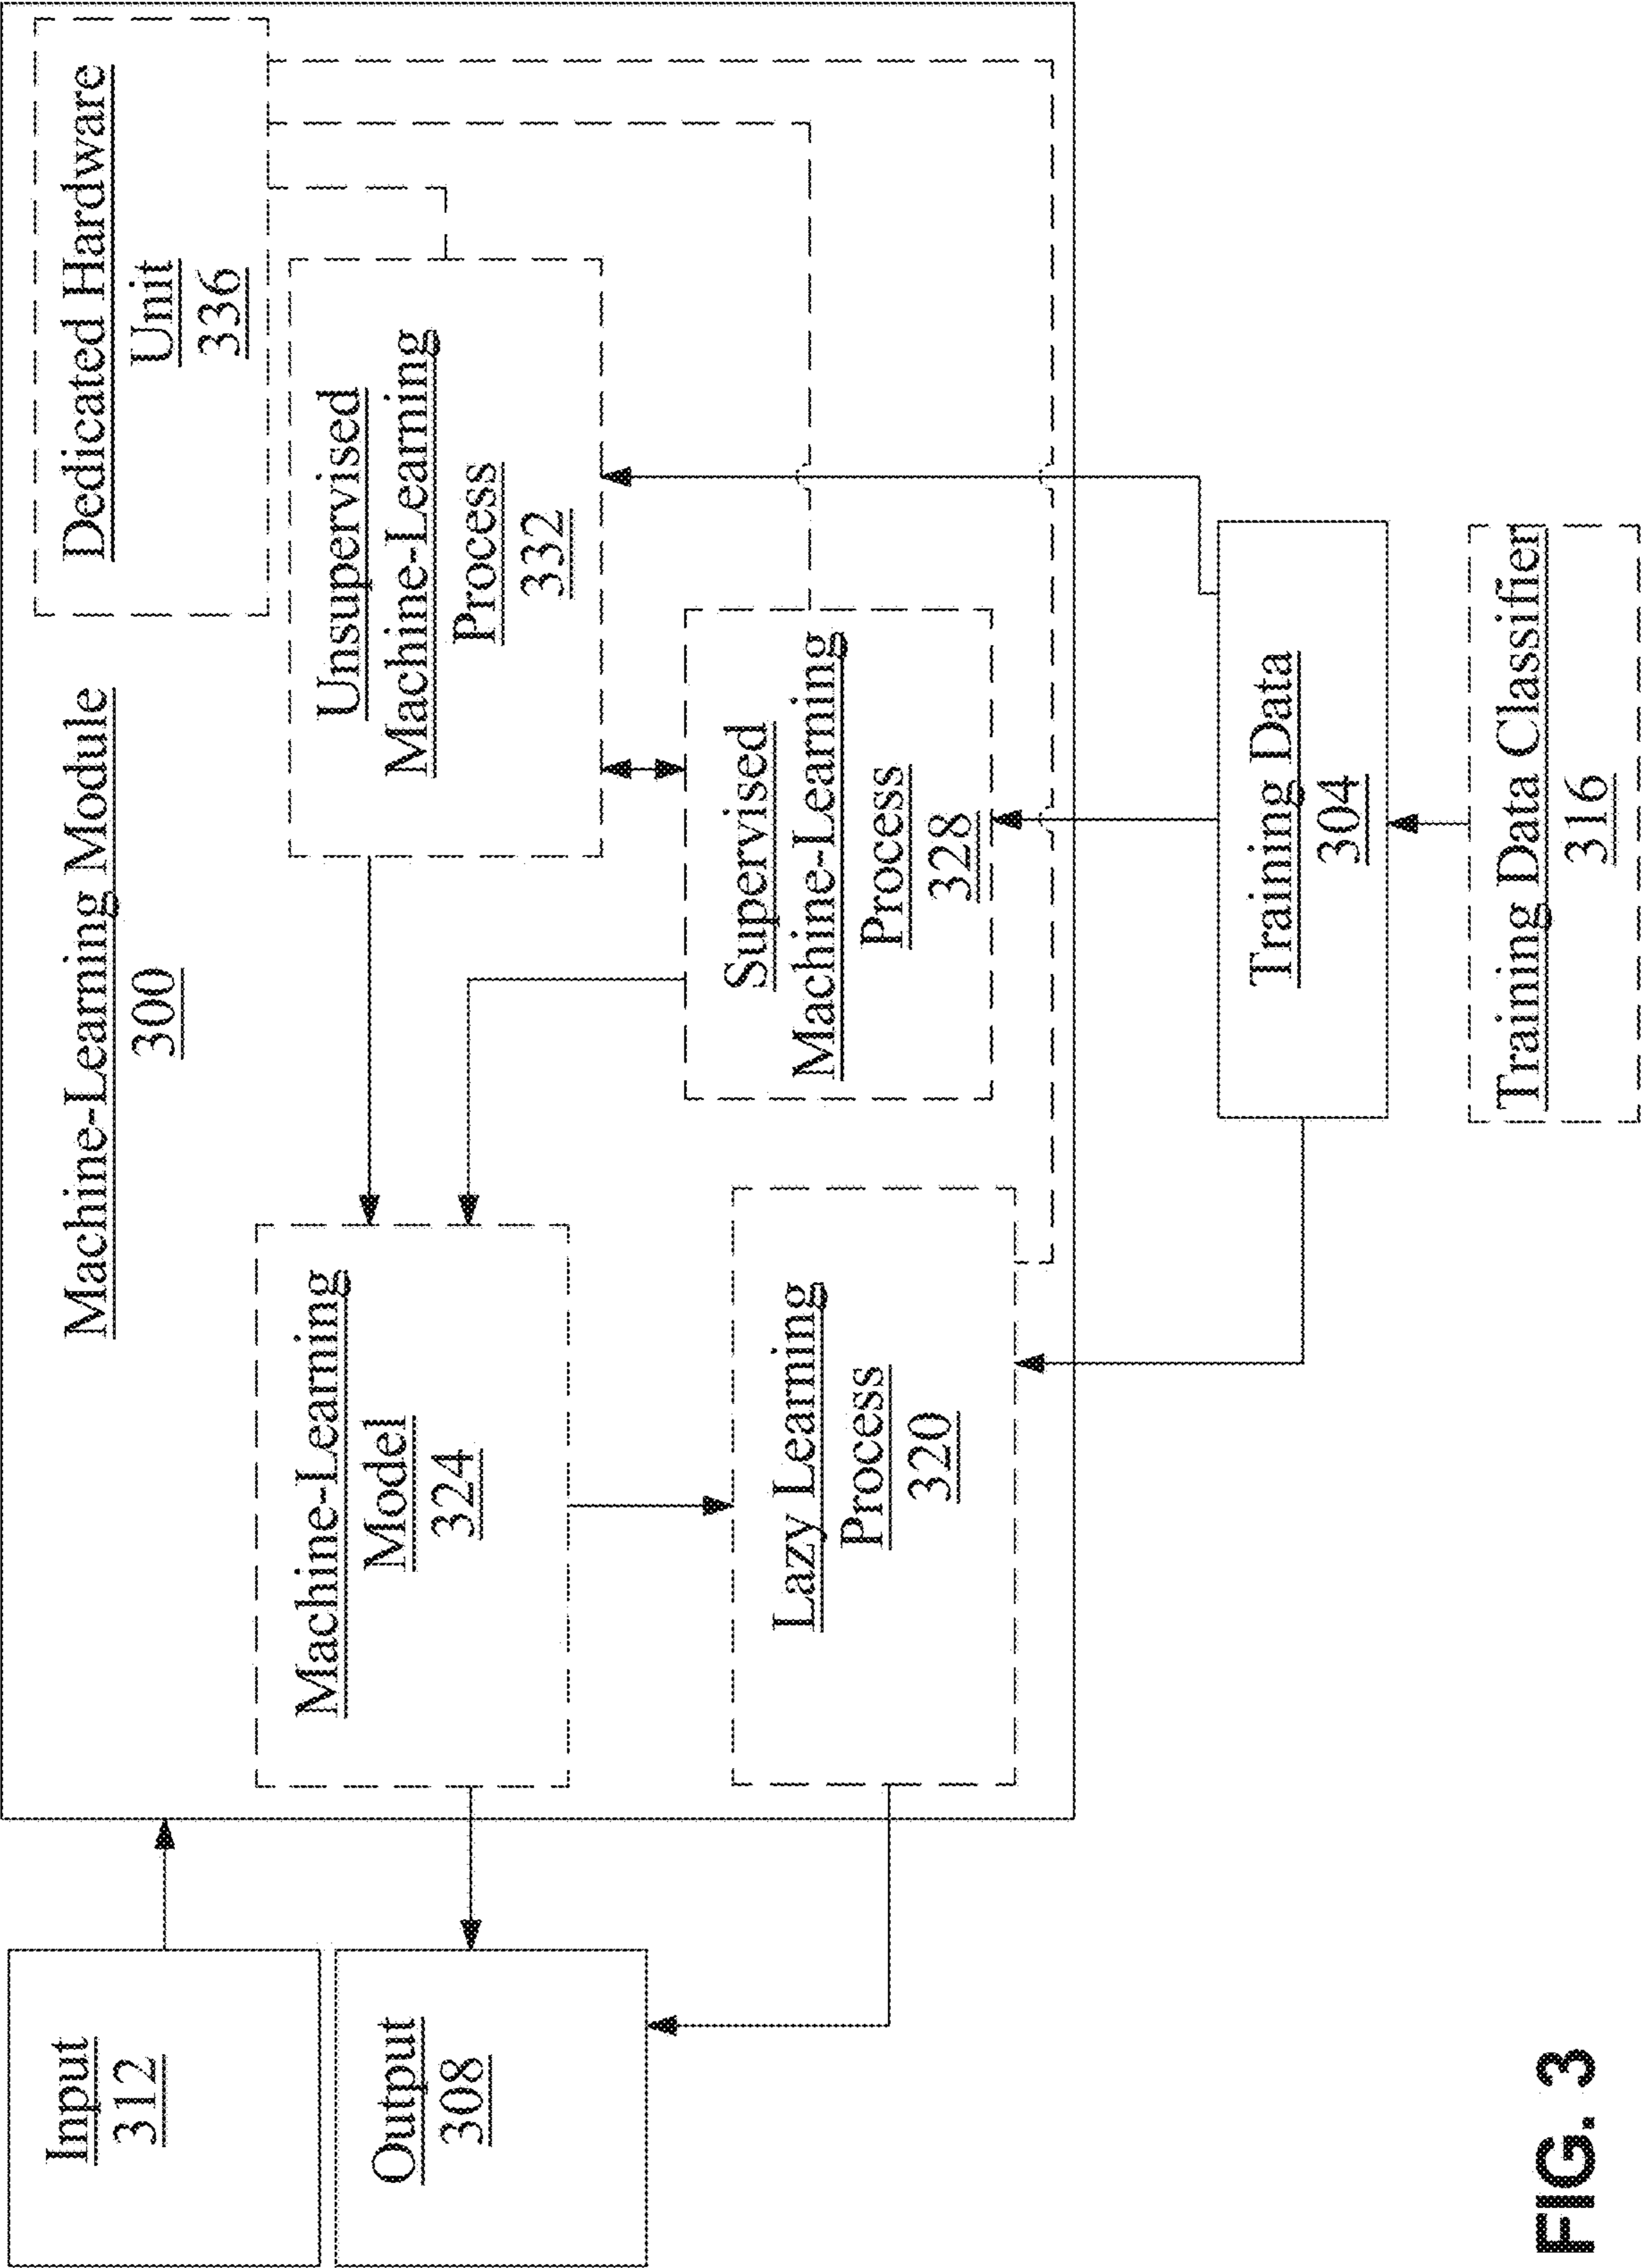 Machine-Learning Module
300
Dedicated Hardware
Unit
336
Input
312
Output
308
Machine-Learning
Model
324
Unsupervised
Machine-Learning
Process
332
Lazy Learning
Process
320
Supervised
Machine-Learning
Process
328
Training Data
304
Training Data Classifier
316
FIG. 3